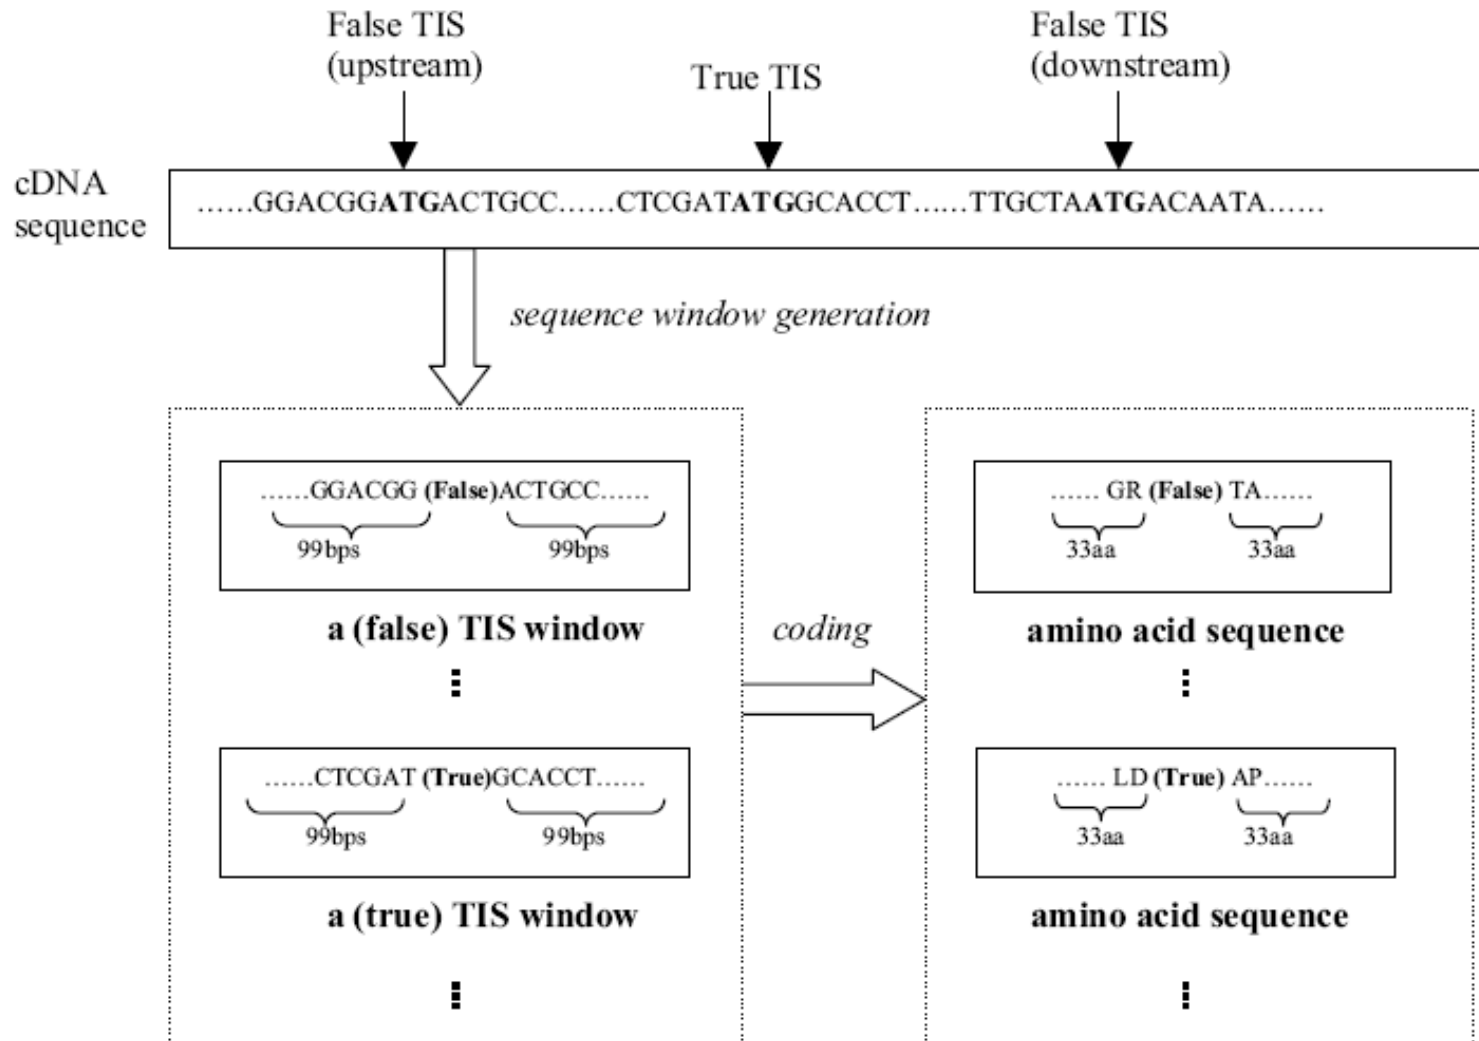 False TIS
(upstream)
True TIS
False TIS
(downstream)
cDNA
sequence
......GGACGGATGACTGCC......CTCGATATGGCACCT......TTGCTAATGACAATA......
sequence window generation
......GGACGG (False)ACTGCC......
99bps 99bps
a (false) TIS window
...... GR (False) TA......
33aa 33aa
amino acid sequence
coding
......CTCGAT (True)GCACCT......
99bps 99bps
a (true) TIS window
...... LD (True) AP......
33aa 33aa
amino acid sequence